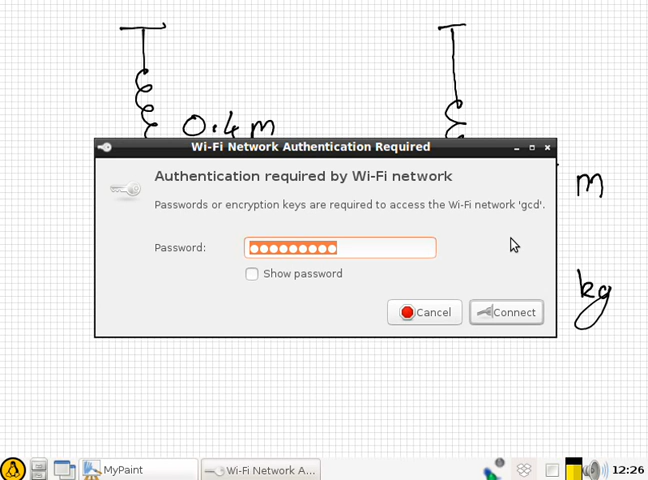 0.4m
Wi-Fi Network Authentication Required
Authentication required by Wi-Fi network
m
Passwords or encryption keys are required to access the Wi-Fi network 'gcd'.
Password:
Show password
kg
Cancel
Connect
MyPaint
Wi-Fi Network A...
12:26